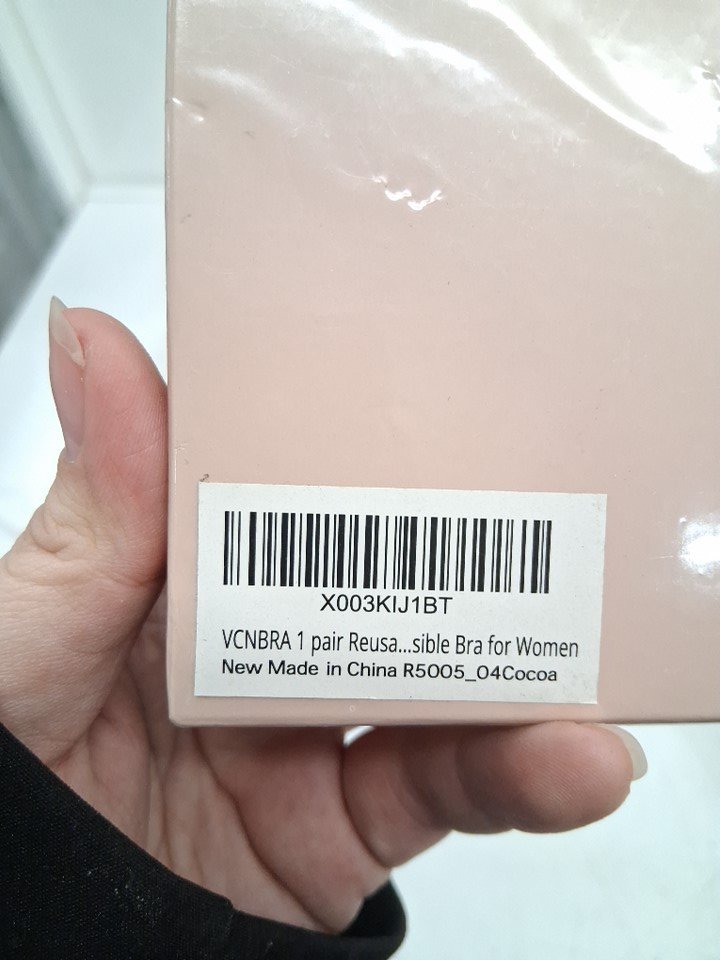 X003KIJ1BT
VCNBRA 1 pair Reusa...sible Bra for Women
New Made in China R5005_04Cocoa